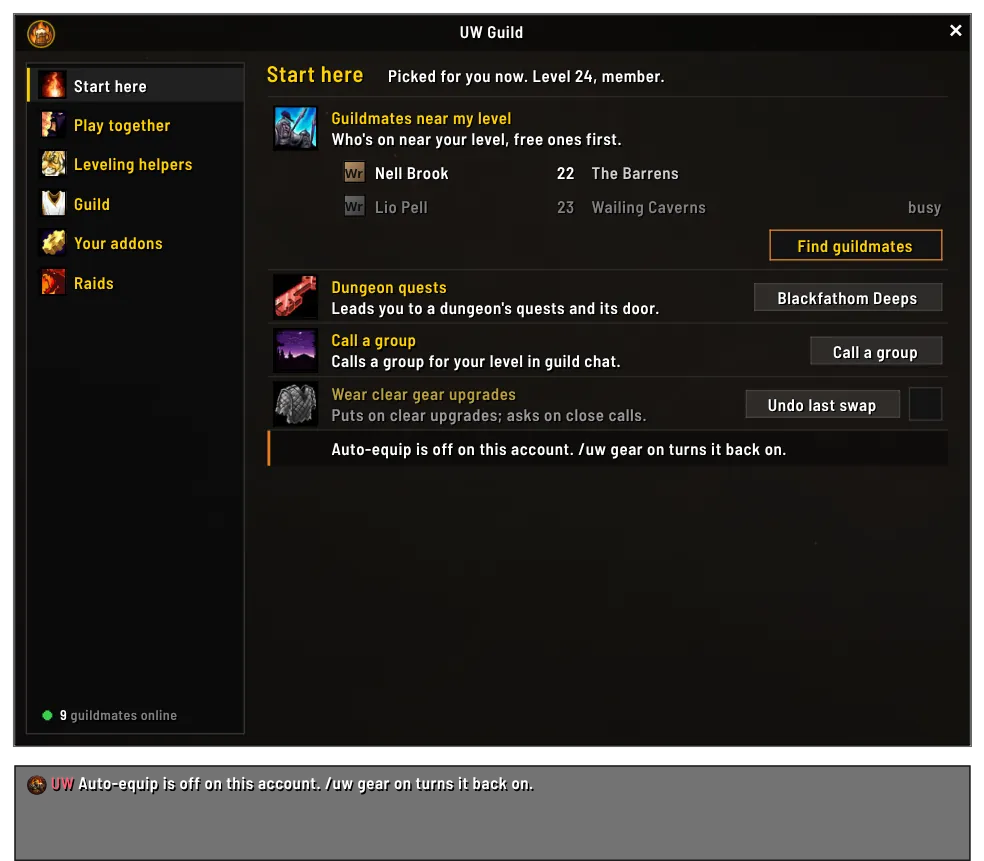 UW Guild
Start here
Play together
Leveling helpers
Guild
Your addons
Raids
9 guildmates online
Start here Picked for you now. Level 24, member.
Guildmates near my level
Who's on near your level, free ones first.
Wr Nell Brook 22 The Barrens
Wr Lio Pell 23 Wailing Caverns busy
Find guildmates
Dungeon quests
Leads you to a dungeon's quests and its door.
Blackfathom Deeps
Call a group
Calls a group for your level in guild chat.
Call a group
Wear clear gear upgrades
Puts on clear upgrades; asks on close calls.
Undo last swap
Auto-equip is off on this account. /uw gear on turns it back on.
UW Auto-equip is off on this account. /uw gear on turns it back on.